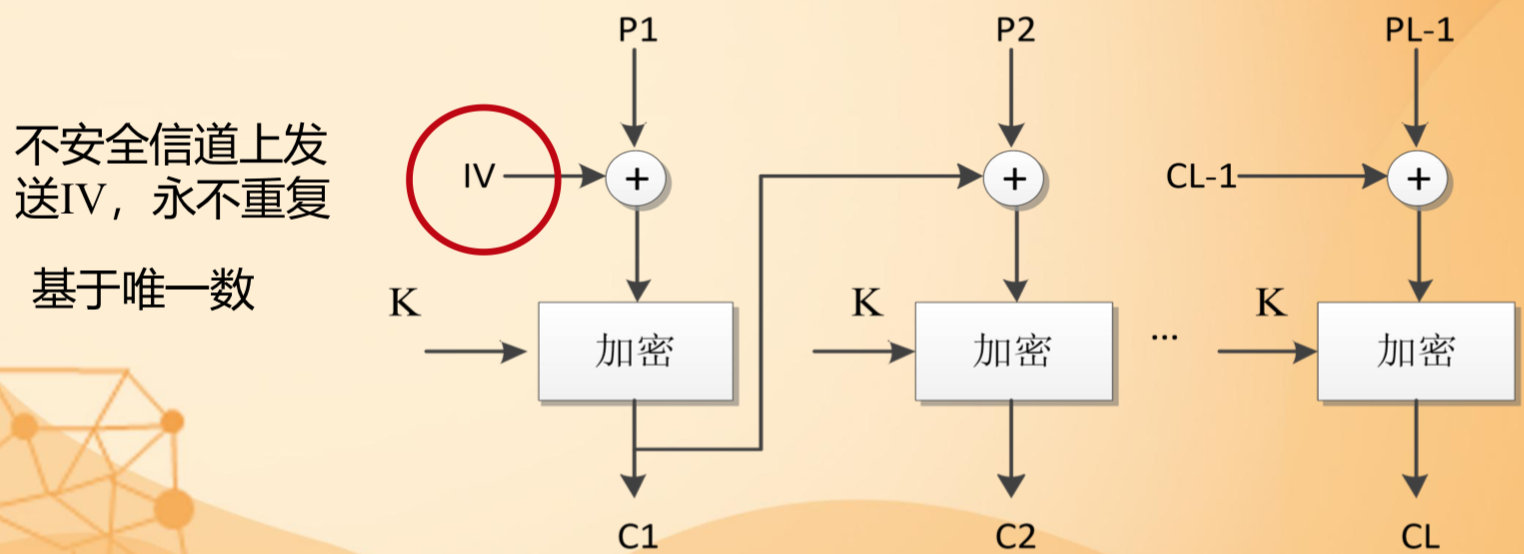 P1
P2
PL-1
不安全信道上发
送IV，永不重复
IV
+
+
CL-1
+
基于唯一数
K
K
K
加密
加密
...
加密
C1
C2
CL